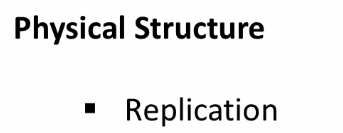 Physical Structure
▪ Replication